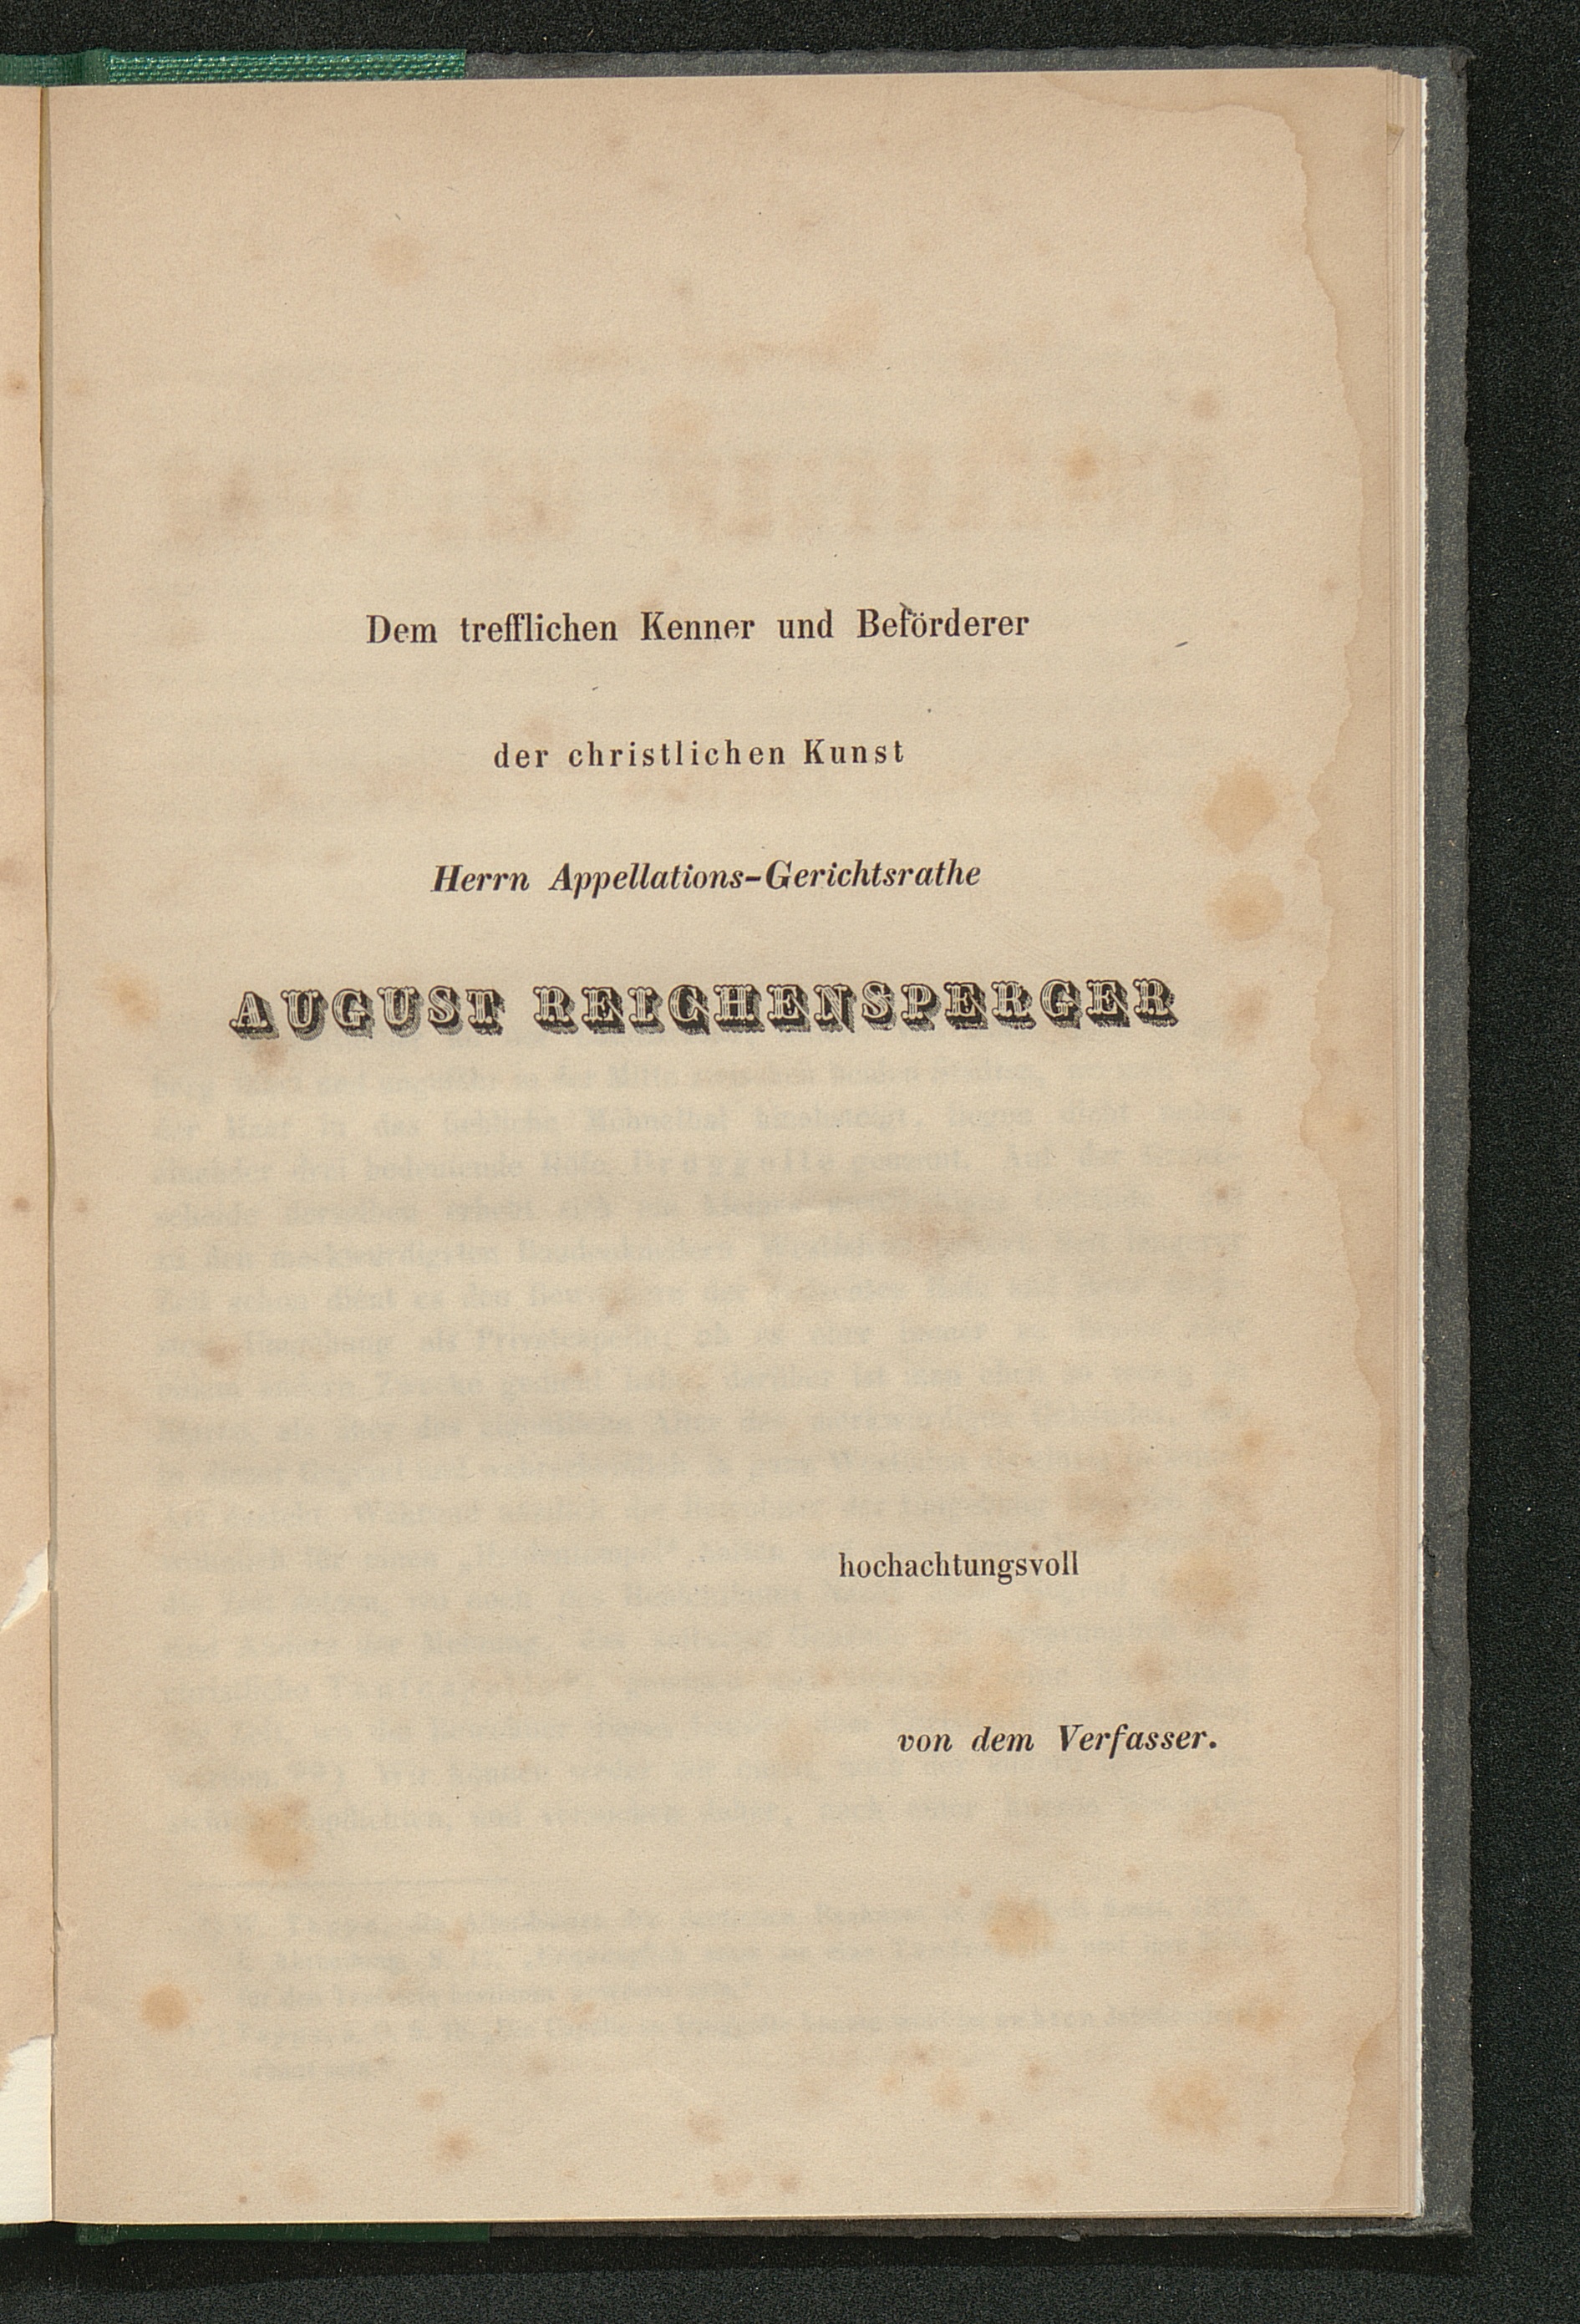 Dem trefflichen Kenner und Beförderer
der christlichen Kunst
Herrn Appellations-Gerichtsrathe
AUGUST REICHENSPERGER
hochachtungsvoll
von dem Verfasser.